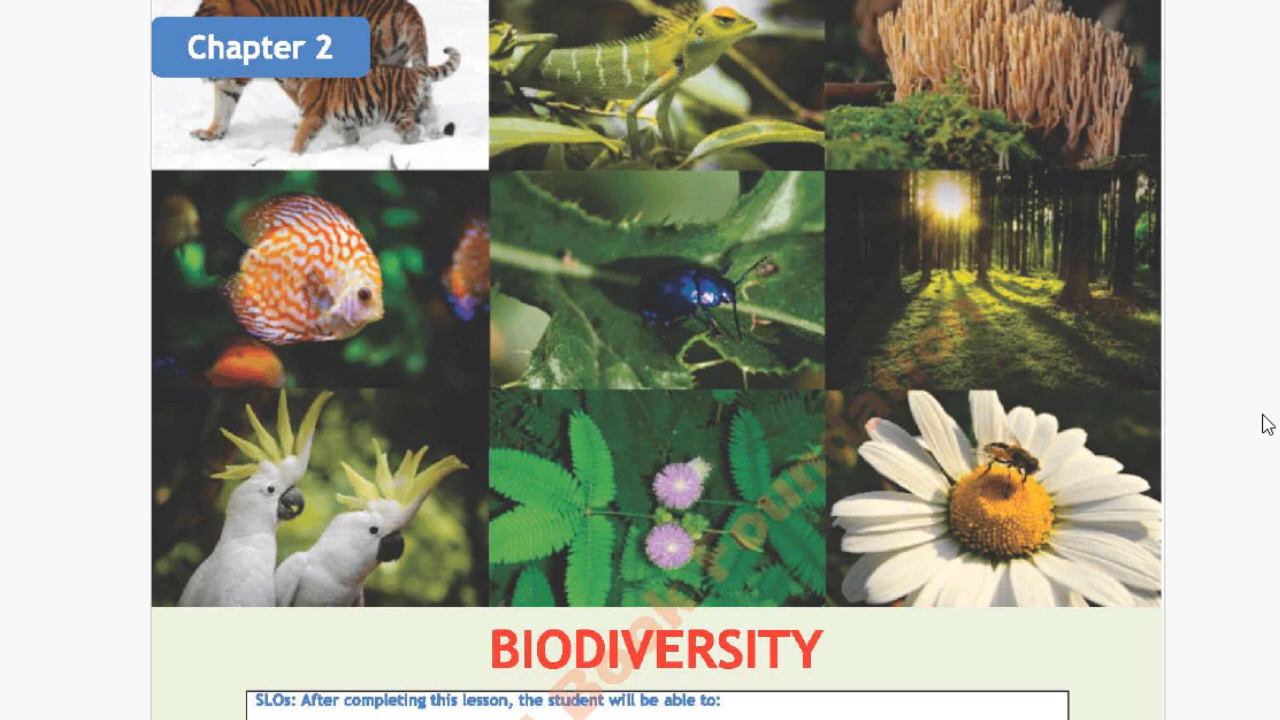 Chapter 2
BIODIVERSITY
SLOs: After completing this lesson, the student will be able to: